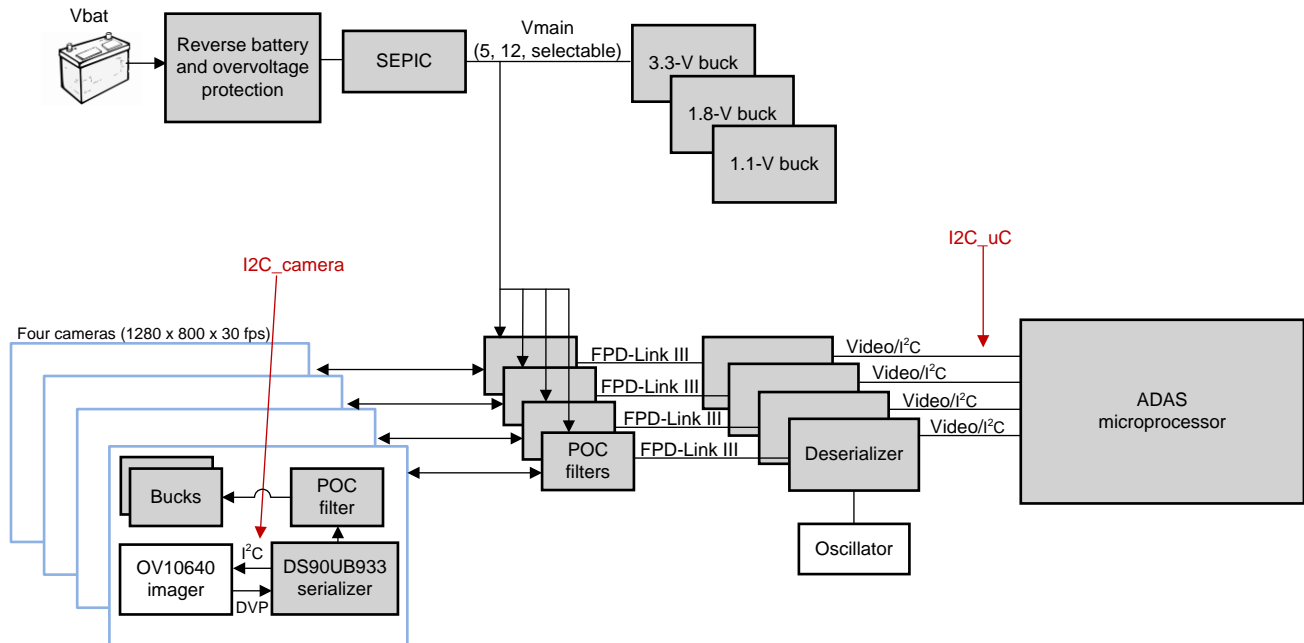 Vbat
Reverse battery
and overvoltage
protection
SEPIC
Vmain
(5, 12, selectable)
3.3-V buck
1.8-V buck
1.1-V buck
I2C_camera
I2C_uC
Four cameras (1280 x 800 x 30 fps)
FPD-Link III
FPD-Link III
FPD-Link III
FPD-Link III
POC
filters
Deserializer
Oscillator
Video/I²C
Video/I²C
Video/I²C
Video/I²C
ADAS
microprocessor
Bucks
POC
filter
I²C
OV10640
imager
DVP
DS90UB933
serializer